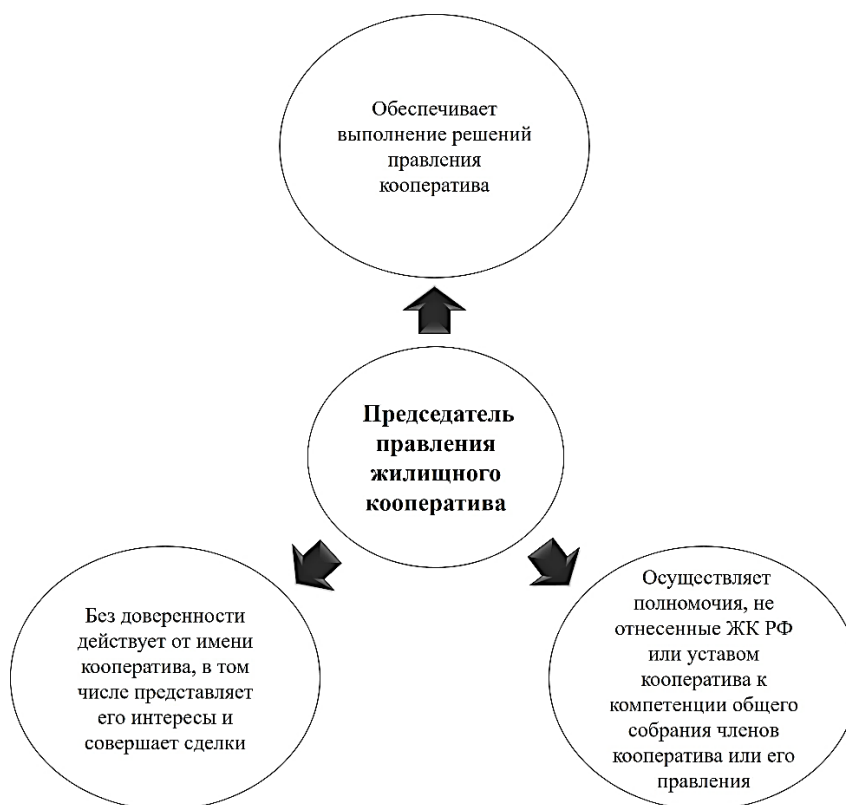 Обеспечивает
выполнение решений
правления
кооператива
Председатель
правления
жилищного
кооператива
Без доверенности
действует от имени
кооператива, в том
числе представляет
его интересы и
совершает сделки
Осуществляет
полномочия, не
отнесенные ЖК РФ
или уставом
кооператива к
компетенции общего
собрания членов
кооператива или его
правления